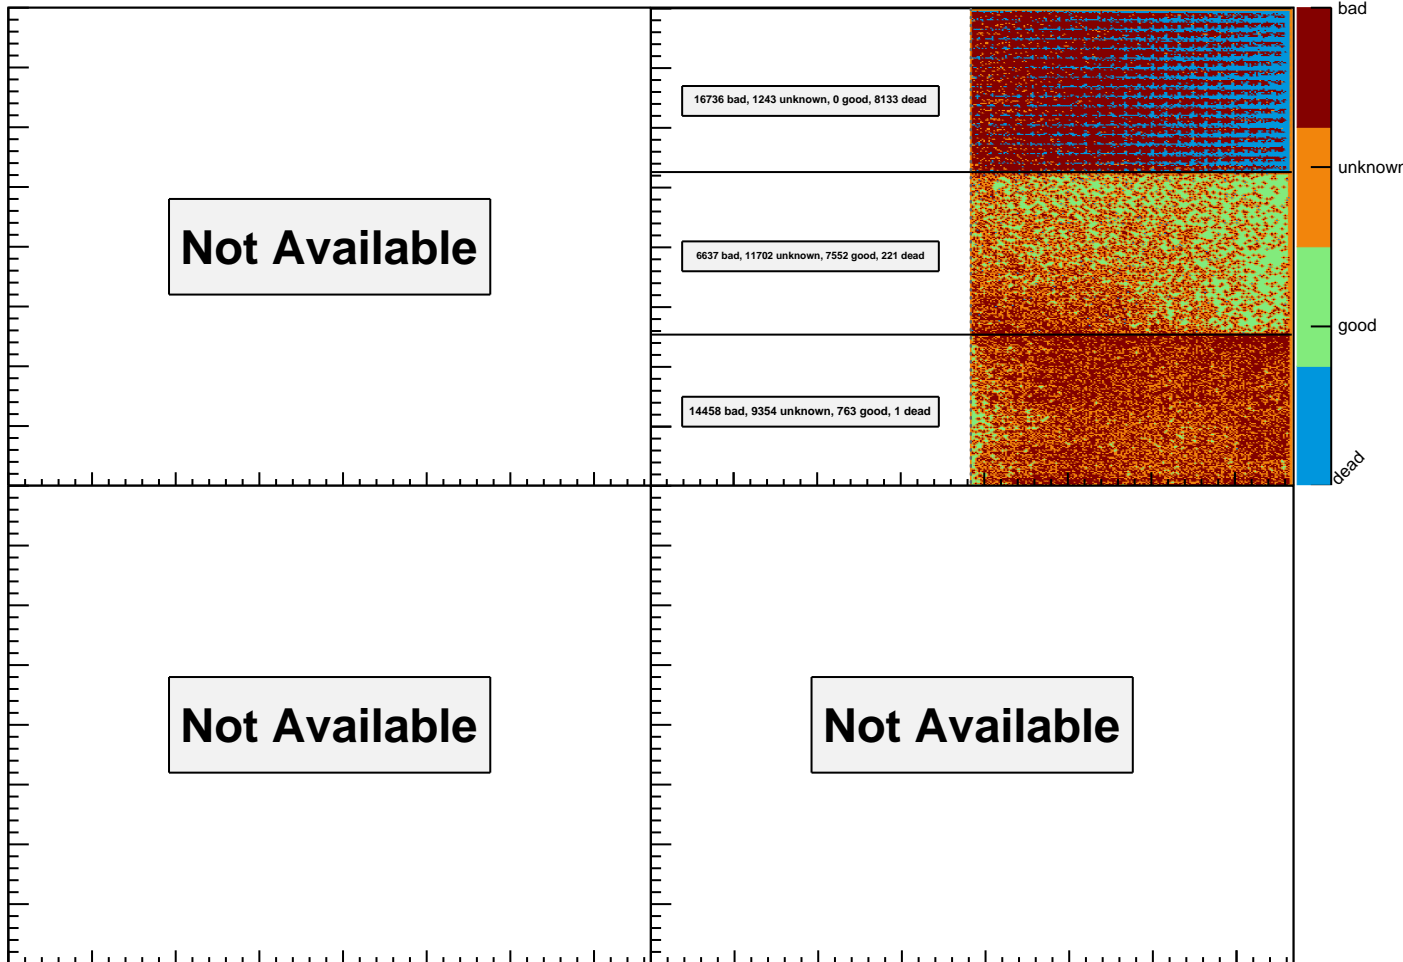 bad
16736 bad, 1243 unknown, 0 good, 8133 dead
unknown
Not Available
6637 bad, 11702 unknown, 7552 good, 221 dead
good
14458 bad, 9354 unknown, 763 good, 1 dead
dead
Not Available
Not Available